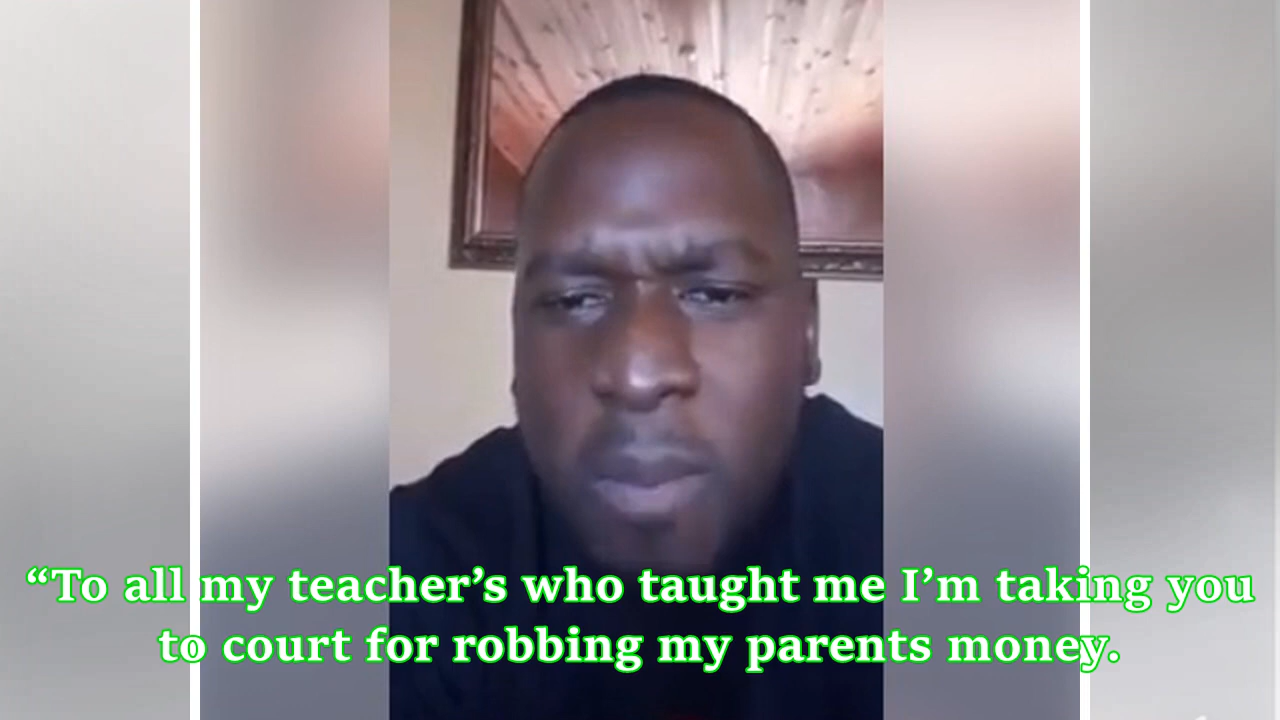 “To all my teacher’s who taught me I’m taking you
to court for robbing my parents money.